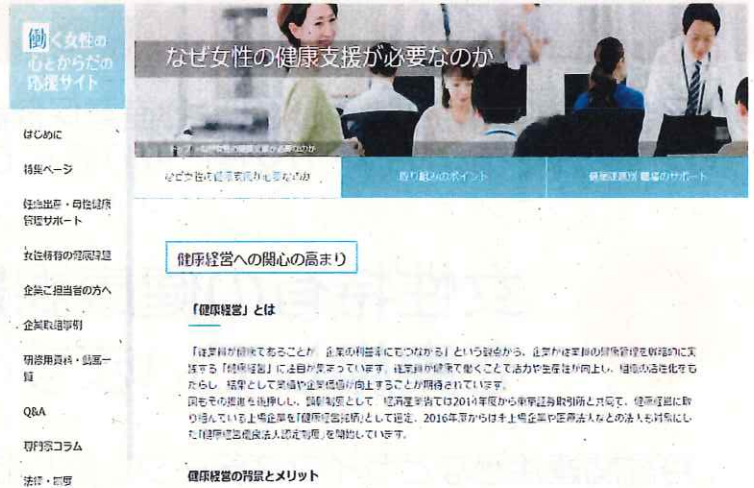 働く女性の
心とからだの
応援サイト
なぜ女性の健康支援が必要なのか
トップ
はじめに
特集ページ
妊娠出産・母性健康
管理サポート
女性特有の健康課題
企業ご担当者の方へ
企業取組事例
研修用資料・動画一
覧
Q&A
専門家コラム
法律・制度
なぜ女性の健康支援が必要なのか
取り組みのポイント
健康課題別 職場のサポート
健康経営への関心の高まり
「健康経営」とは
「従業員が健康であることが、企業の利益率にもつながる」という観点から、企業が従業員の健康管理を戦略的に実
践する「健康経営」に注目が集まっています。従業員が健康で働くことで活力や生産性が向上し、組織の活性化をも
たらし、結果として業績や企業価値が向上することが期待されています。
国もその推進を後押しし、顕彰制度として、経済産業省では2014年度から東京証券取引所と共同で、健康経営に取
り組んでいる上場企業を「健康経営銘柄」として選定、2016年度からは未上場企業や医療法人などの法人も対象にし
た「健康経営優良法人認定制度」を開始しています。
健康経営の背景とメリット